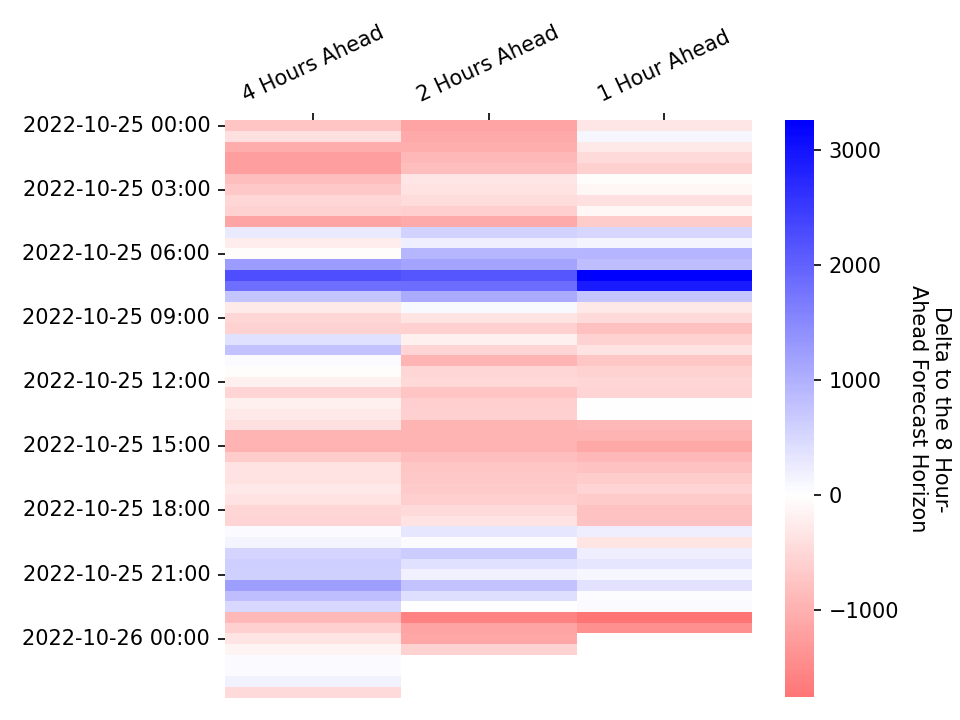 4 Hours Ahead
2 Hours Ahead
1 Hour Ahead
2022-10-25 00:00
2022-10-25 03:00
2022-10-25 06:00
2022-10-25 09:00
2022-10-25 12:00
2022-10-25 15:00
2022-10-25 18:00
2022-10-25 21:00
2022-10-26 00:00
3000
2000
1000
0
−1000
Delta to the 8 Hour-
Ahead Forecast Horizon